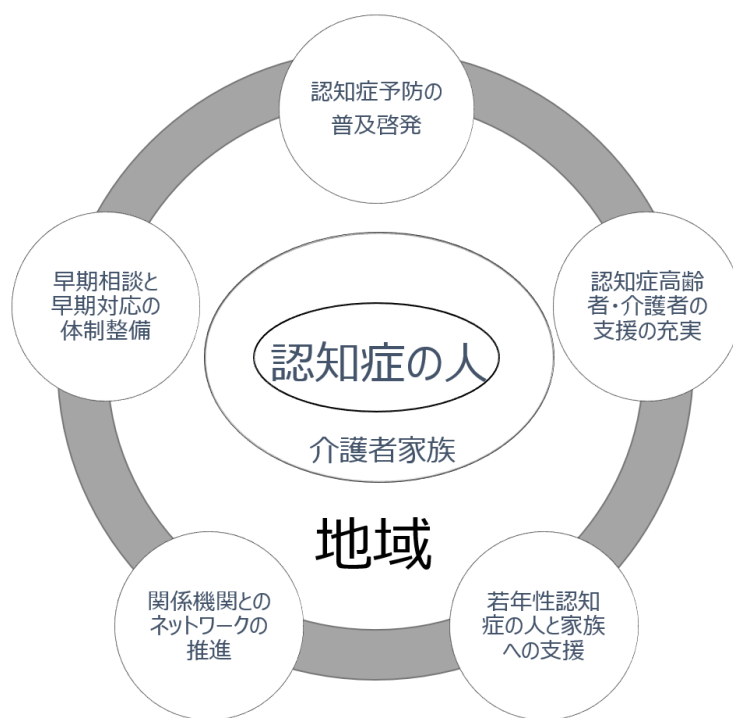 認知症予防の
普及啓発
早期相談と
早期対応の
体制整備
認知症高齢
者・介護者の
支援の充実
認知症の人
介護者家族
地域
関係機関との
ネットワークの
推進
若年性認知
症の人と家族
への支援